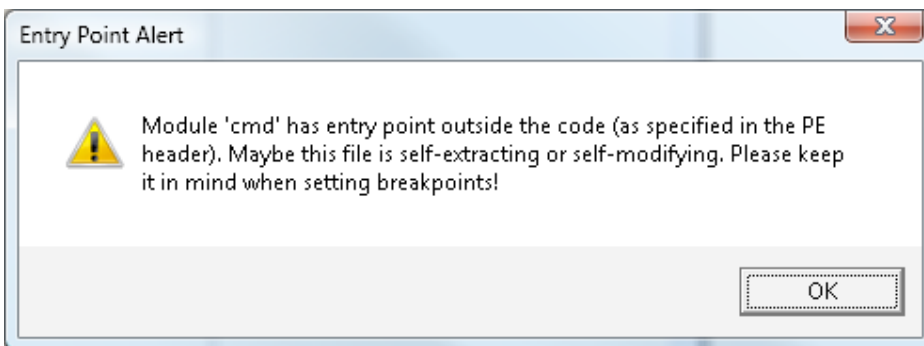 Entry Point Alert
Module 'cmd' has entry point outside the code (as specified in the PE
header). Maybe this file is self-extracting or self-modifying. Please keep
it in mind when setting breakpoints!
OK